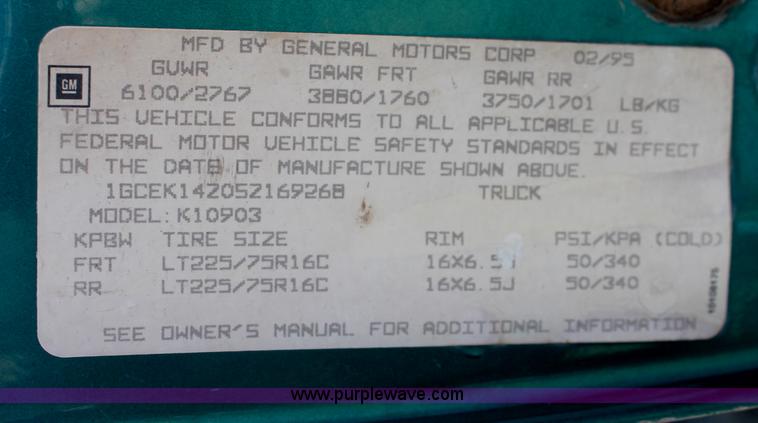 MFD BY GENERAL MOTORS CORP 02/95
GVWR GAWR FRT GAWR RR
GM
6100/2767 3880/1760 3750/1701 LB/KG
THIS VEHICLE CONFORMS TO ALL APPLICABLE U.S.
FEDERAL MOTOR VEHICLE SAFETY STANDARDS IN EFFECT
ON THE DATE OF MANUFACTURE SHOWN ABOVE.
1GCEK14Z0SZ169268 TRUCK
MODEL: K10903
KPBW TIRE SIZE RIM PSI/KPA (COLD)
FRT LT225/75R16C 16X6.5J 50/340
RR LT225/75R16C 16X6.5J 50/340
SEE OWNER'S MANUAL FOR ADDITIONAL INFORMATION
www.purplewave.com